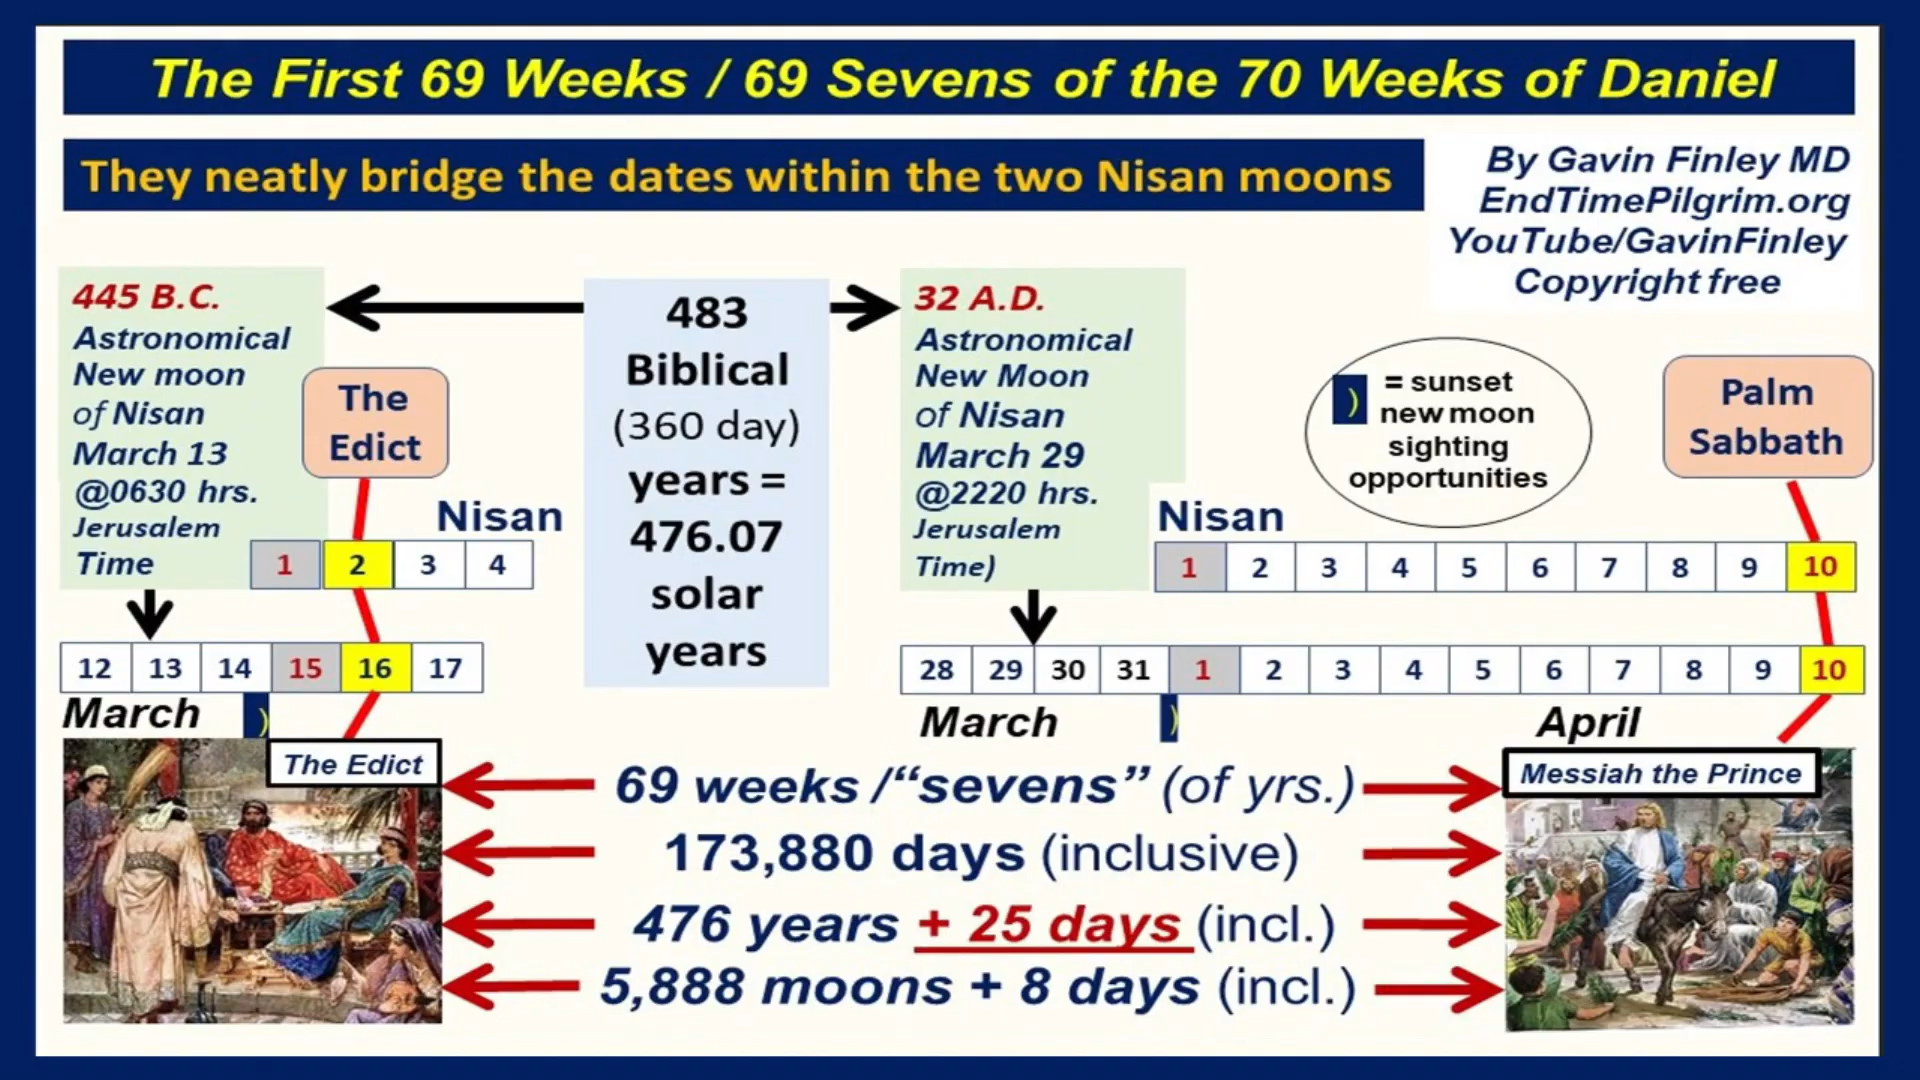 The First 69 Weeks / 69 Sevens of the 70 Weeks of Daniel
They neatly bridge the dates within the two Nisan moons
By Gavin Finley MD
EndTimePilgrim.org
YouTube/GavinFinley
Copyright free
445 B.C.
Astronomical
New moon
of Nisan
March 13
@0630 hrs.
Jerusalem
Time
The
Edict
Nisan
1 2 3 4
12 13 14 15 16 17
March
)
The Edict
483
Biblical
(360 day)
years =
476.07
solar
years
32 A.D.
Astronomical
New Moon
of Nisan
March 29
@2220 hrs.
Jerusalem
Time)
) = sunset
new moon
sighting
opportunities
Palm
Sabbath
Nisan
1 2 3 4 5 6 7 8 9 10
28 29 30 31 1 2 3 4 5 6 7 8 9 10
March
)
April
Messiah the Prince
69 weeks /“sevens” (of yrs.)
173,880 days (inclusive)
476 years + 25 days (incl.)
5,888 moons + 8 days (incl.)